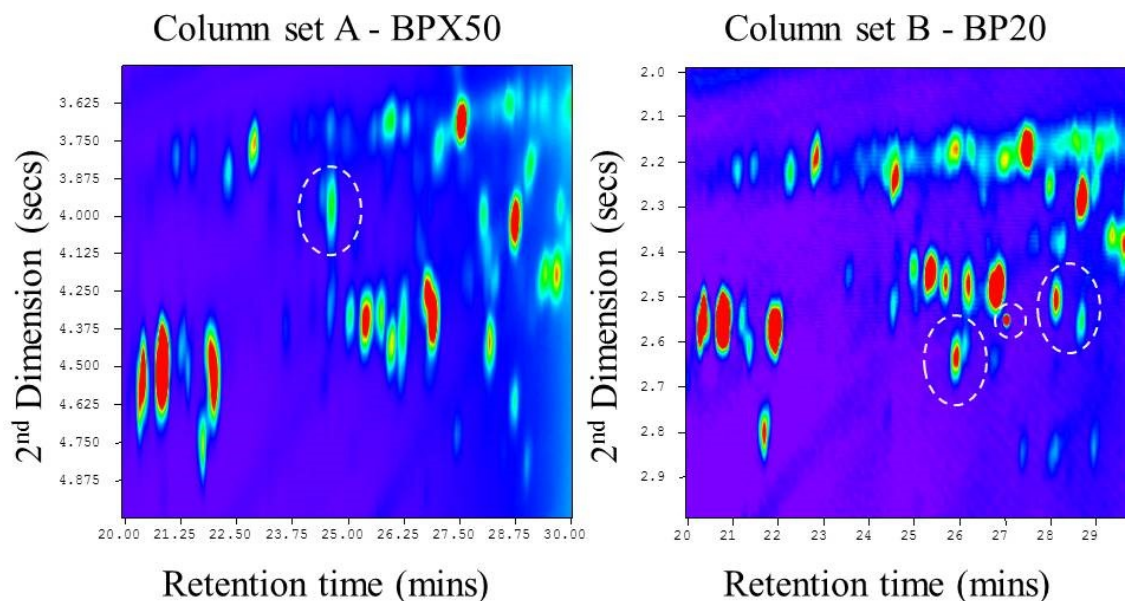 Column set A - BPX50
Column set B - BP20
2nd Dimension (secs)
3.625
3.750
3.875
4.000
4.125
4.250
4.375
4.500
4.625
4.750
4.875
20.00 21.25 22.50 23.75 25.00 26.25 27.50 28.75 30.00
Retention time (mins)
2nd Dimension (secs)
2.0
2.1
2.2
2.3
2.4
2.5
2.6
2.7
2.8
2.9
20 21 22 23 24 25 26 27 28 29
Retention time (mins)